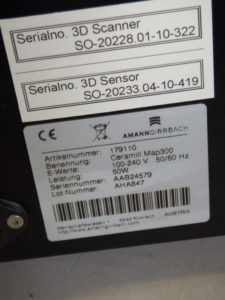 Serialno. 3D Scanner
SO-20228.01-10-322
Serialno. 3D Sensor
SO-20233.04-10-419
CE
AMANNGIRRBACH
Artikelnummer: 179110
Benennung: Ceramill Map300
E-Werte: 100-240 V 50/60 Hz
Leistung: 50W
Seriennummer: AAB24579
Lot-Nummer: AHA847
AUSTRIA